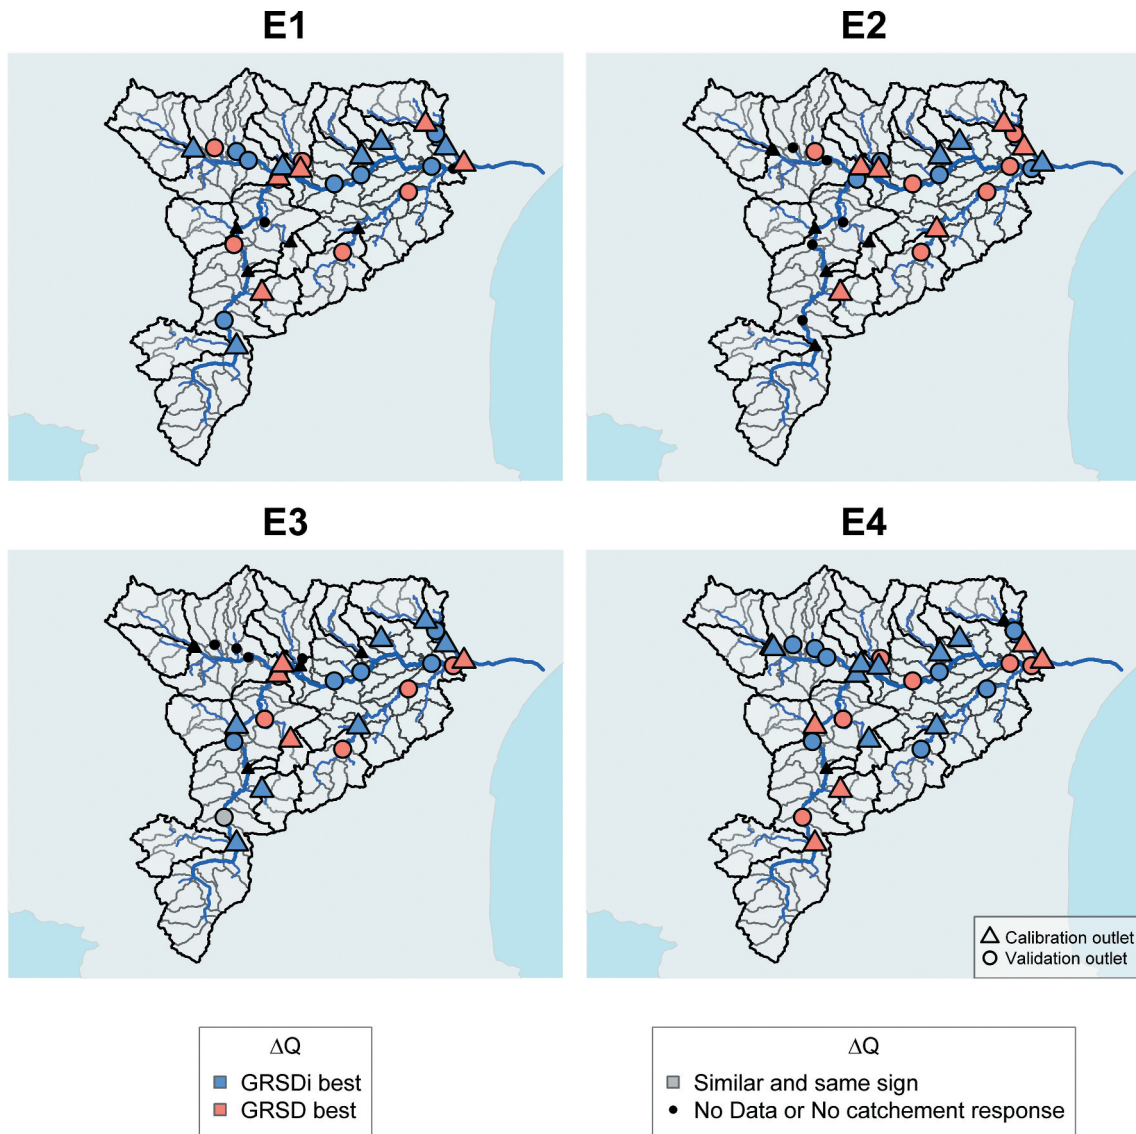 E1
E2
E3
E4
Calibration outlet
Validation outlet
ΔQ
GRSDi best
GRSD best
ΔQ
Similar and same sign
No Data or No catchement response